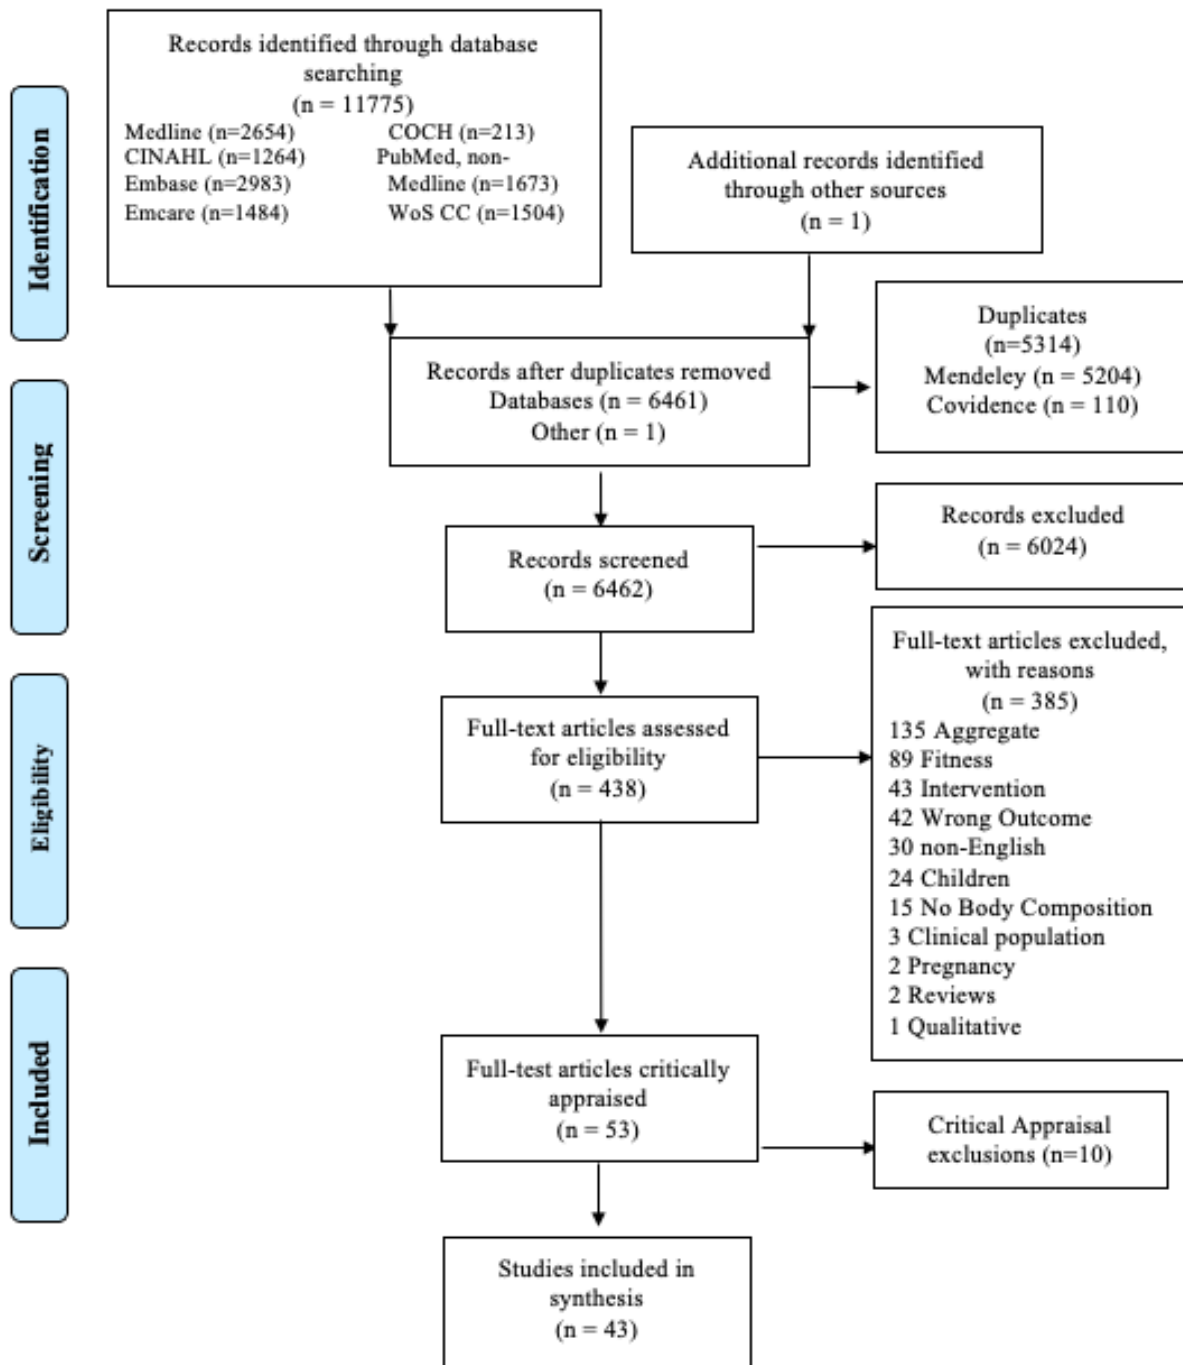 Records identified through database
searching
(n = 11775)
Medline (n=2654)
CINAHL (n=1264)
Embase (n=2983)
Emcare (n=1484)
COCH (n=213)
PubMed, non-
Medline (n=1673)
WoS CC (n=1504)
Additional records identified
through other sources
(n = 1)
Identification
Records after duplicates removed
Databases (n = 6461)
Other (n = 1)
Duplicates
(n=5314)
Mendeley (n = 5204)
Covidence (n = 110)
Screening
Records screened
(n = 6462)
Records excluded
(n = 6024)
Eligibility
Full-text articles assessed
for eligibility
(n = 438)
Full-text articles excluded,
with reasons
(n = 385)
135 Aggregate
89 Fitness
43 Intervention
42 Wrong Outcome
30 non-English
24 Children
15 No Body Composition
3 Clinical population
2 Pregnancy
2 Reviews
1 Qualitative
Included
Full-test articles critically
appraised
(n = 53)
Critical Appraisal
exclusions (n=10)
Studies included in
synthesis
(n = 43)